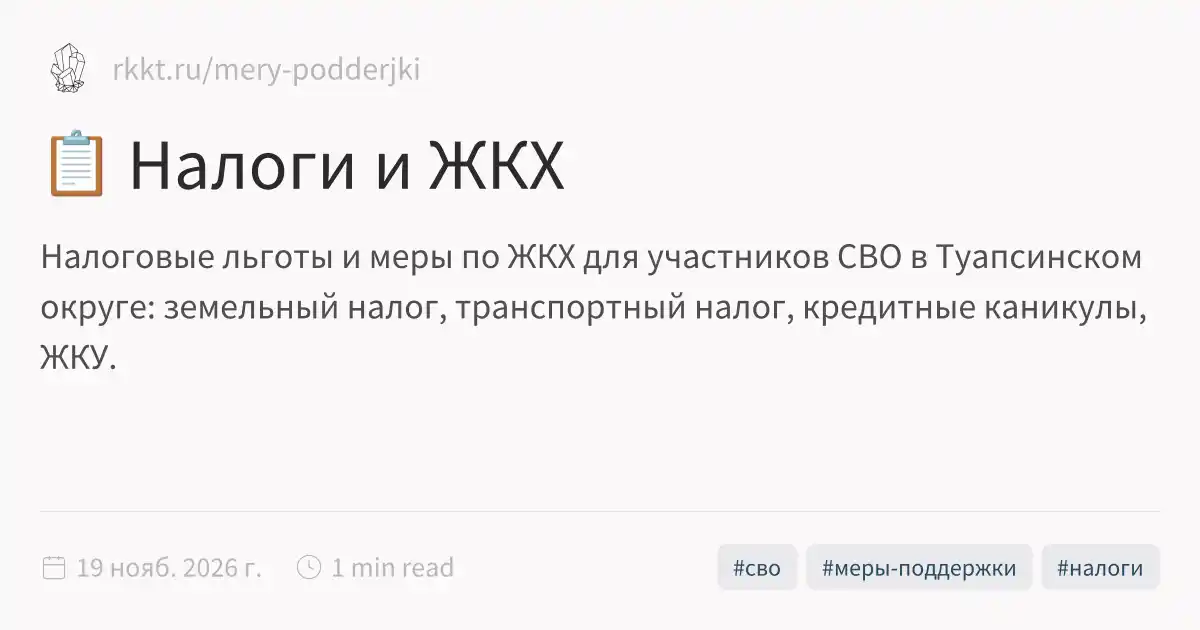 rkkt.ru/mery-podderjki
📋 Налоги и ЖКХ
Налоговые льготы и меры по ЖКХ для участников СВО в Туапсинском
округе: земельный налог, транспортный налог, кредитные каникулы,
ЖКУ.
19 нояб. 2026 г. 1 min read #сво #меры-поддержки #налоги